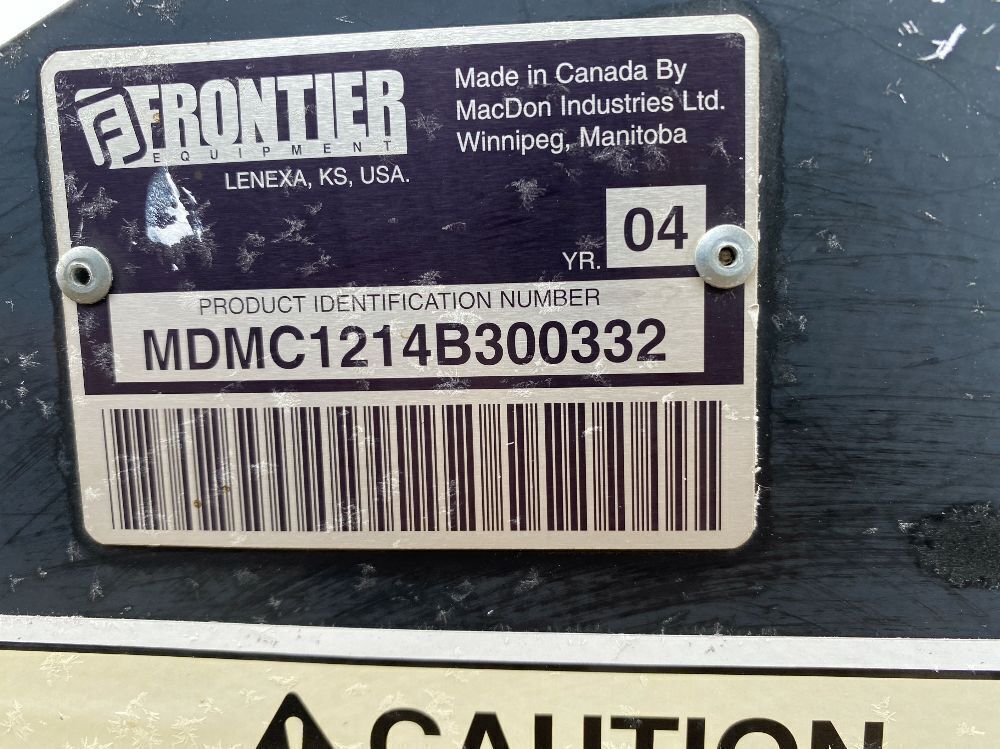 FRONTIER
EQUIPMENT
LENEXA, KS, USA.
Made in Canada By
MacDon Industries Ltd.
Winnipeg, Manitoba
YR. 04
PRODUCT IDENTIFICATION NUMBER
MDMC1214B300332
CAUTION